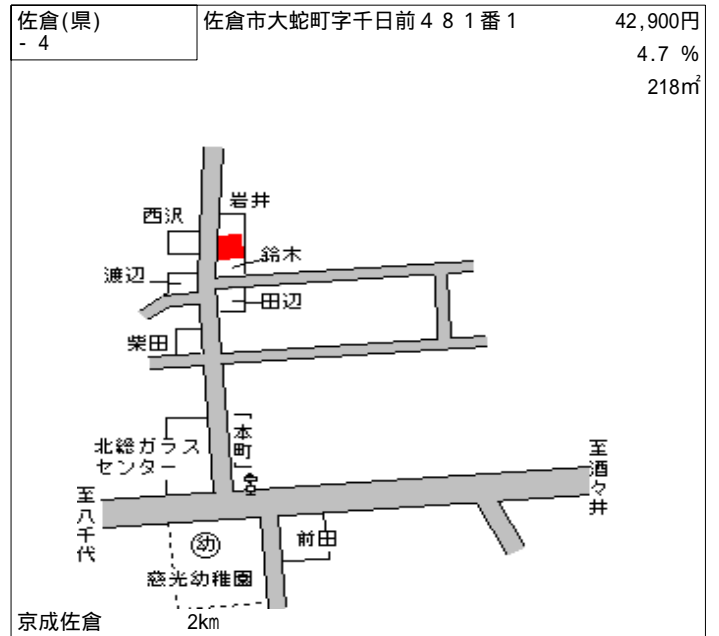 佐倉(県)
- 4
佐倉市大蛇町字千日前４８１番１
42,900円
4.7 %
218㎡
岩井
西沢
鈴木
渡辺
田辺
柴田
「本町」
北総ガラス
センター
至酒々井
至八千代
幼
前田
慈光幼稚園
京成佐倉
2km